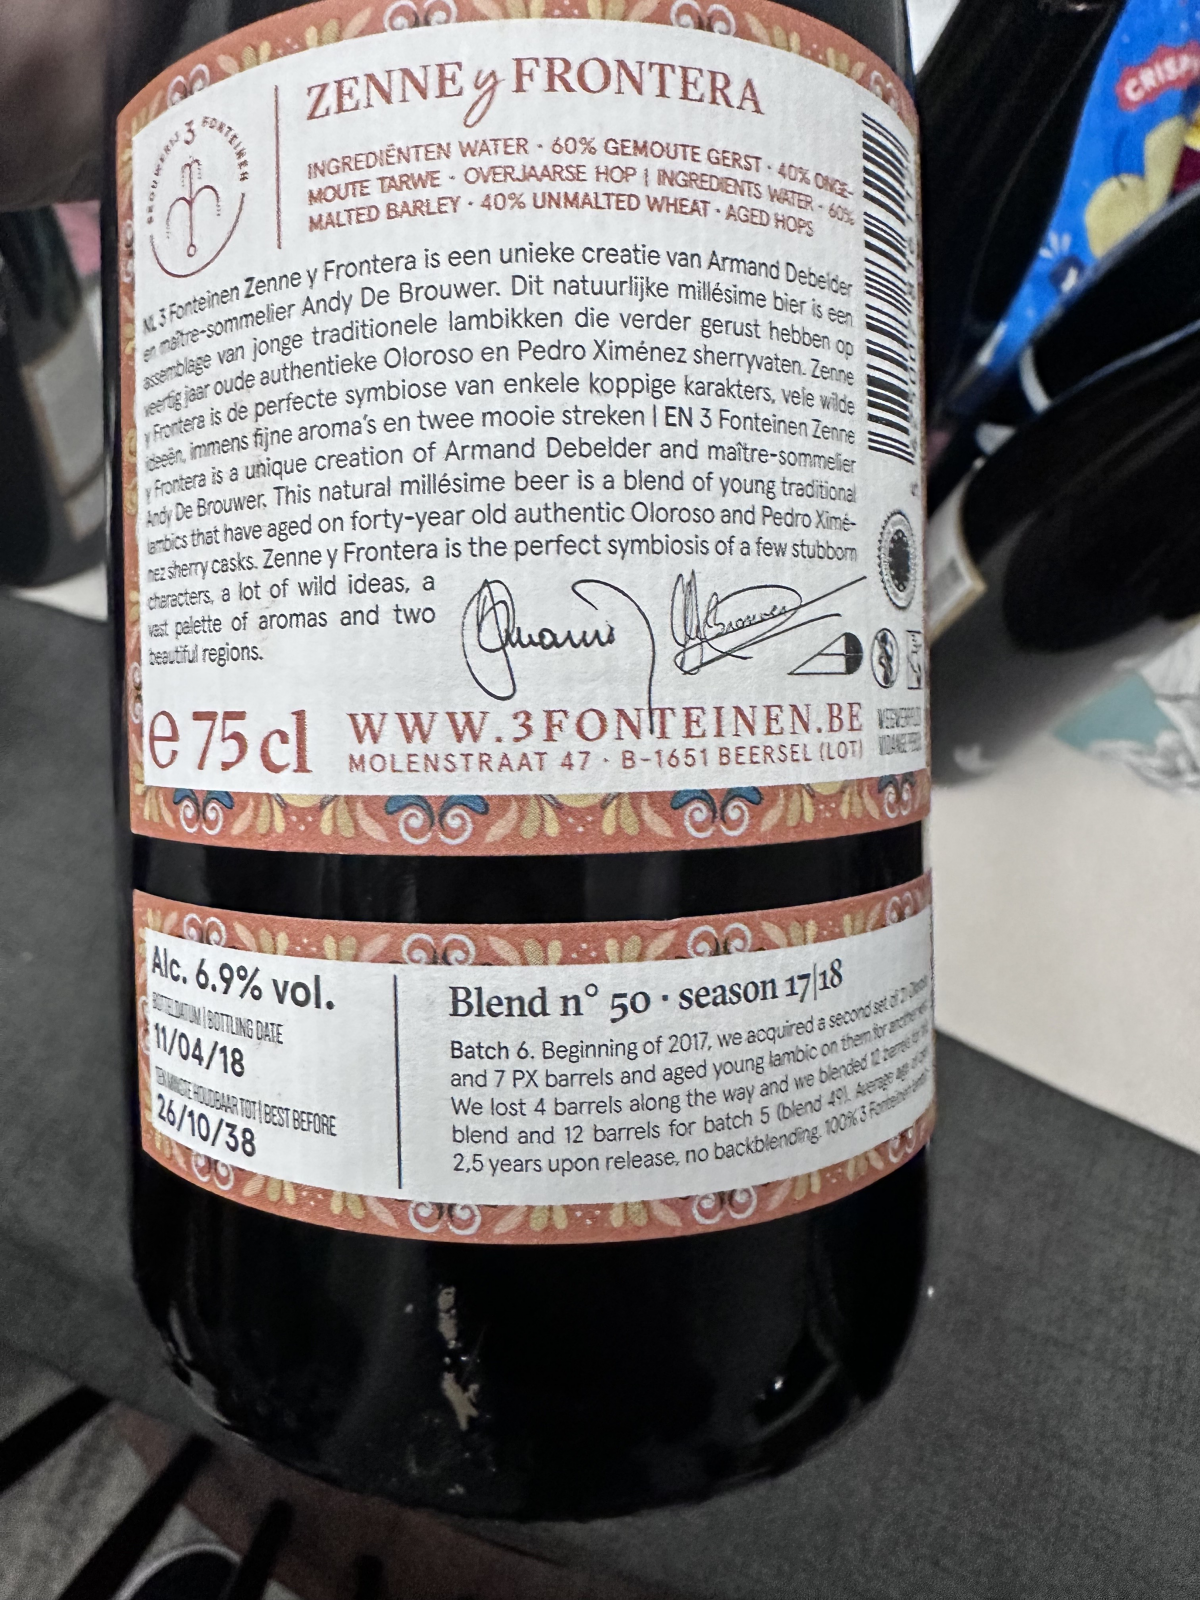 BROUWERIJ 3 FONTEINEN
ZENNE y FRONTERA
INGREDIËNTEN WATER · 60% GEMOUTE GERST · 40% ONGE-
MOUTE TARWE · OVERJAARSE HOP | INGREDIENTS WATER · 60%
MALTED BARLEY · 40% UNMALTED WHEAT · AGED HOPS
NL 3 Fonteinen Zenne y Frontera is een unieke creatie van Armand Debelder
en maître-sommelier Andy De Brouwer. Dit natuurlijke millésime bier is een
assemblage van jonge traditionele lambikken die verder gerust hebben op
veertig jaar oude authentieke Oloroso en Pedro Ximénez sherryvaten. Zenne
y Frontera is de perfecte symbiose van enkele koppige karakters, vele wilde
ideeën, immens fijne aroma's en twee mooie streken | EN 3 Fonteinen Zenne
y Frontera is a unique creation of Armand Debelder and maître-sommelier
Andy De Brouwer. This natural millésime beer is a blend of young traditional
lambics that have aged on forty-year old authentic Oloroso and Pedro Ximé-
nez sherry casks. Zenne y Frontera is the perfect symbiosis of a few stubborn
characters, a lot of wild ideas, a
vast palette of aromas and two
beautiful regions.
e 75 cl
WWW.3FONTEINEN.BE
MOLENSTRAAT 47 · B-1651 BEERSEL (LOT)
Alc. 6.9% vol.
BOTTELDATUM | BOTTLING DATE
11/04/18
TEN MINSTE HOUDBAAR TOT | BEST BEFORE
26/10/38
Blend n° 50 · season 17|18
Batch 6. Beginning of 2017, we acquired a second set of
and 7 PX barrels and aged young lambic on them for another
We lost 4 barrels along the way and we blended 12 barrels for
blend and 12 barrels for batch 5 (blend 49). Average age of
2,5 years upon release, no backblending. 100% 3 Fonteinen
CRISP